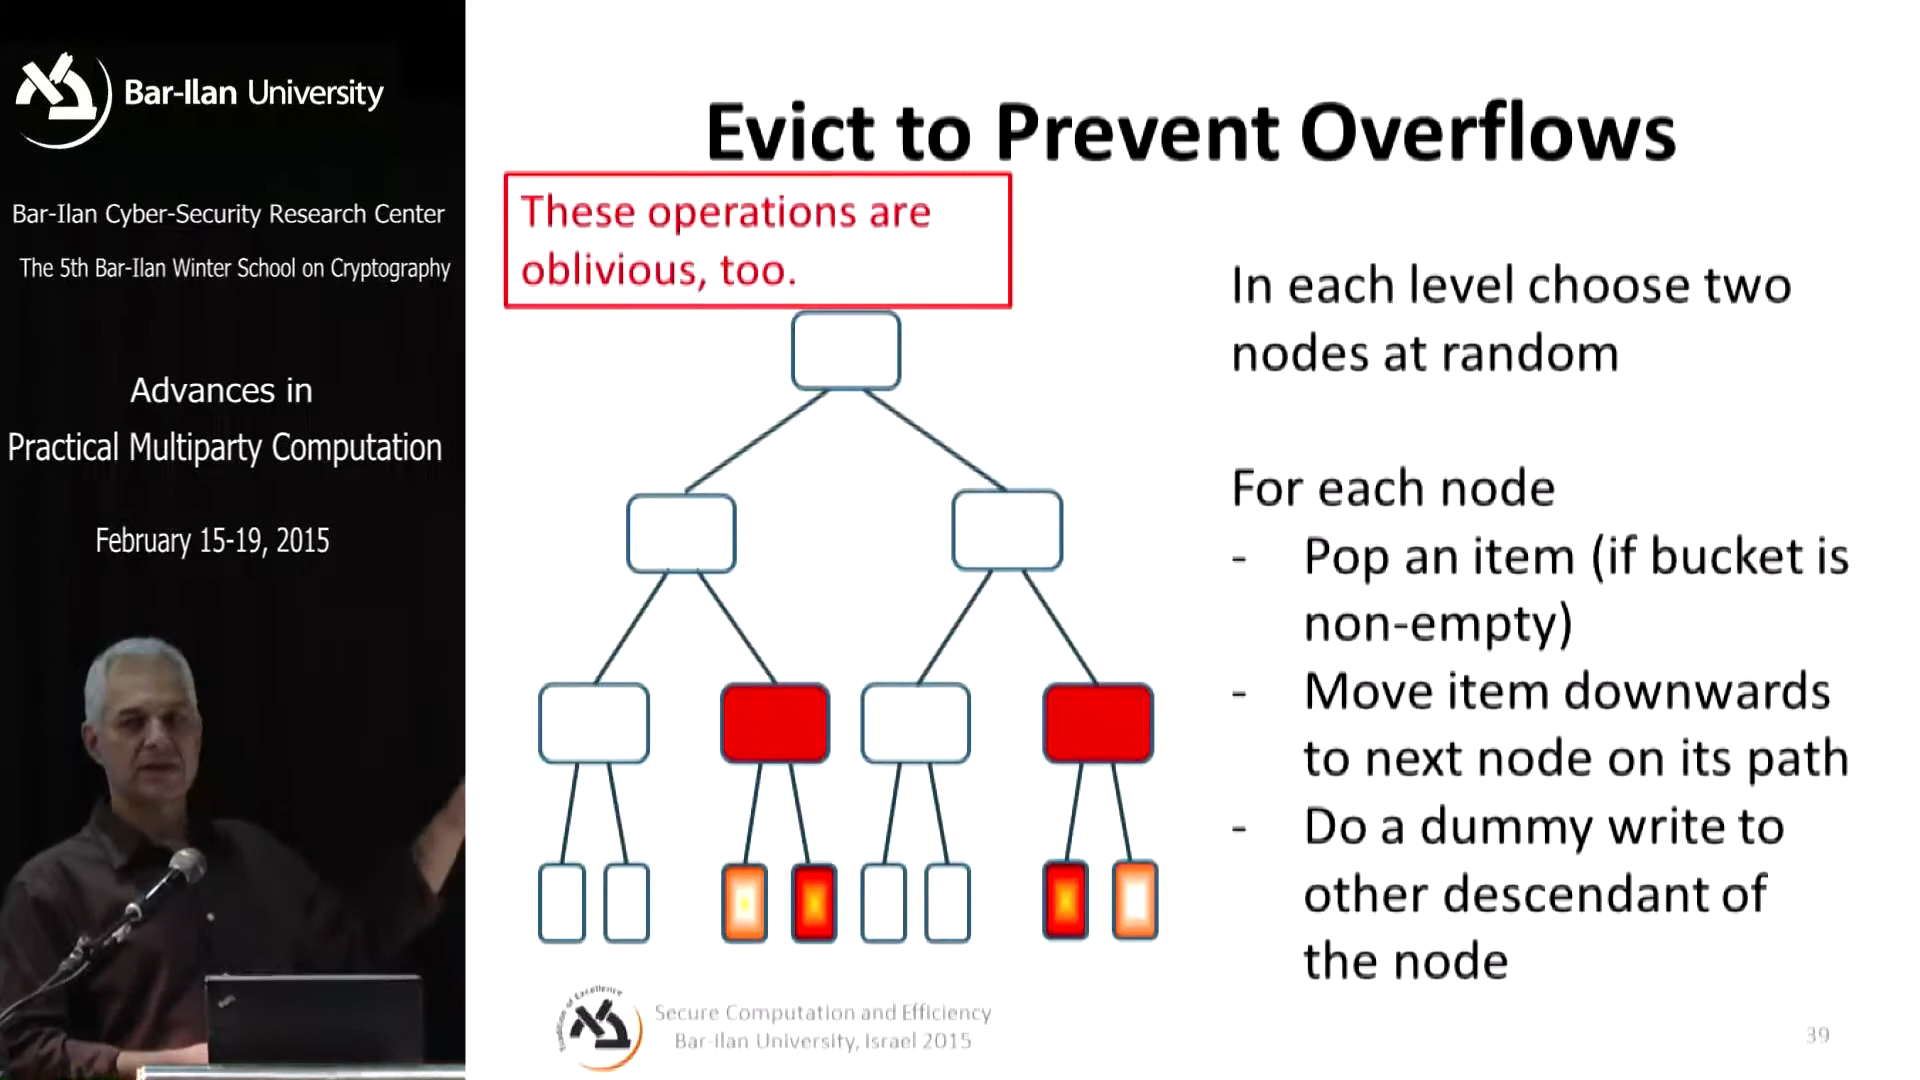 Bar-Ilan University
Bar-Ilan Cyber-Security Research Center
The 5th Bar-Ilan Winter School on Cryptography
Advances in
Practical Multiparty Computation
February 15-19, 2015
Evict to Prevent Overflows
These operations are
oblivious, too.
In each level choose two
nodes at random
For each node
- Pop an item (if bucket is
non-empty)
- Move item downwards
to next node on its path
- Do a dummy write to
other descendant of
the node
Secure Computation and Efficiency
Bar-Ilan University, Israel 2015
39